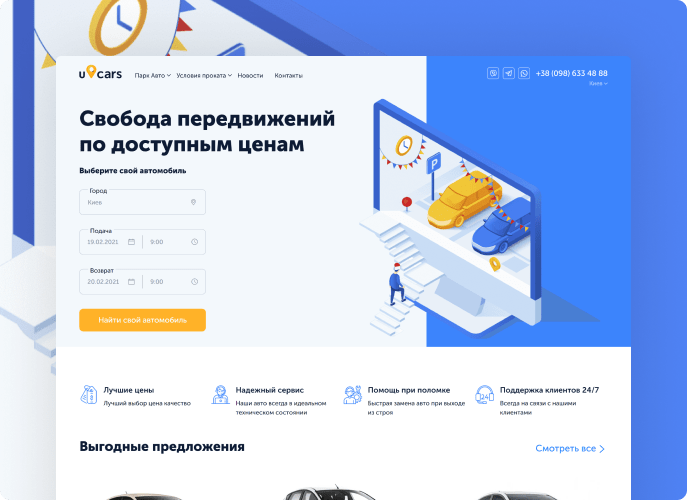 u cars
Парк Авто
Условия проката
Новости
Контакты
+38 (098) 633 48 88
Киев
Свобода передвижений
по доступным ценам
Выберите свой автомобиль
Город
Киев
Подача
19.02.2021
9:00
Возврат
20.02.2021
9:00
Найти свой автомобиль
P
Лучшие цены
Лучший выбор цена качество
Надежный сервис
Наши авто всегда в идеальном
техническом состоянии
Помощь при поломке
Быстрая замена авто при выходе
из строя
24/7
Поддержка клиентов 24/7
Всегда на связи с нашими
клиентами
Выгодные предложения
Смотреть все